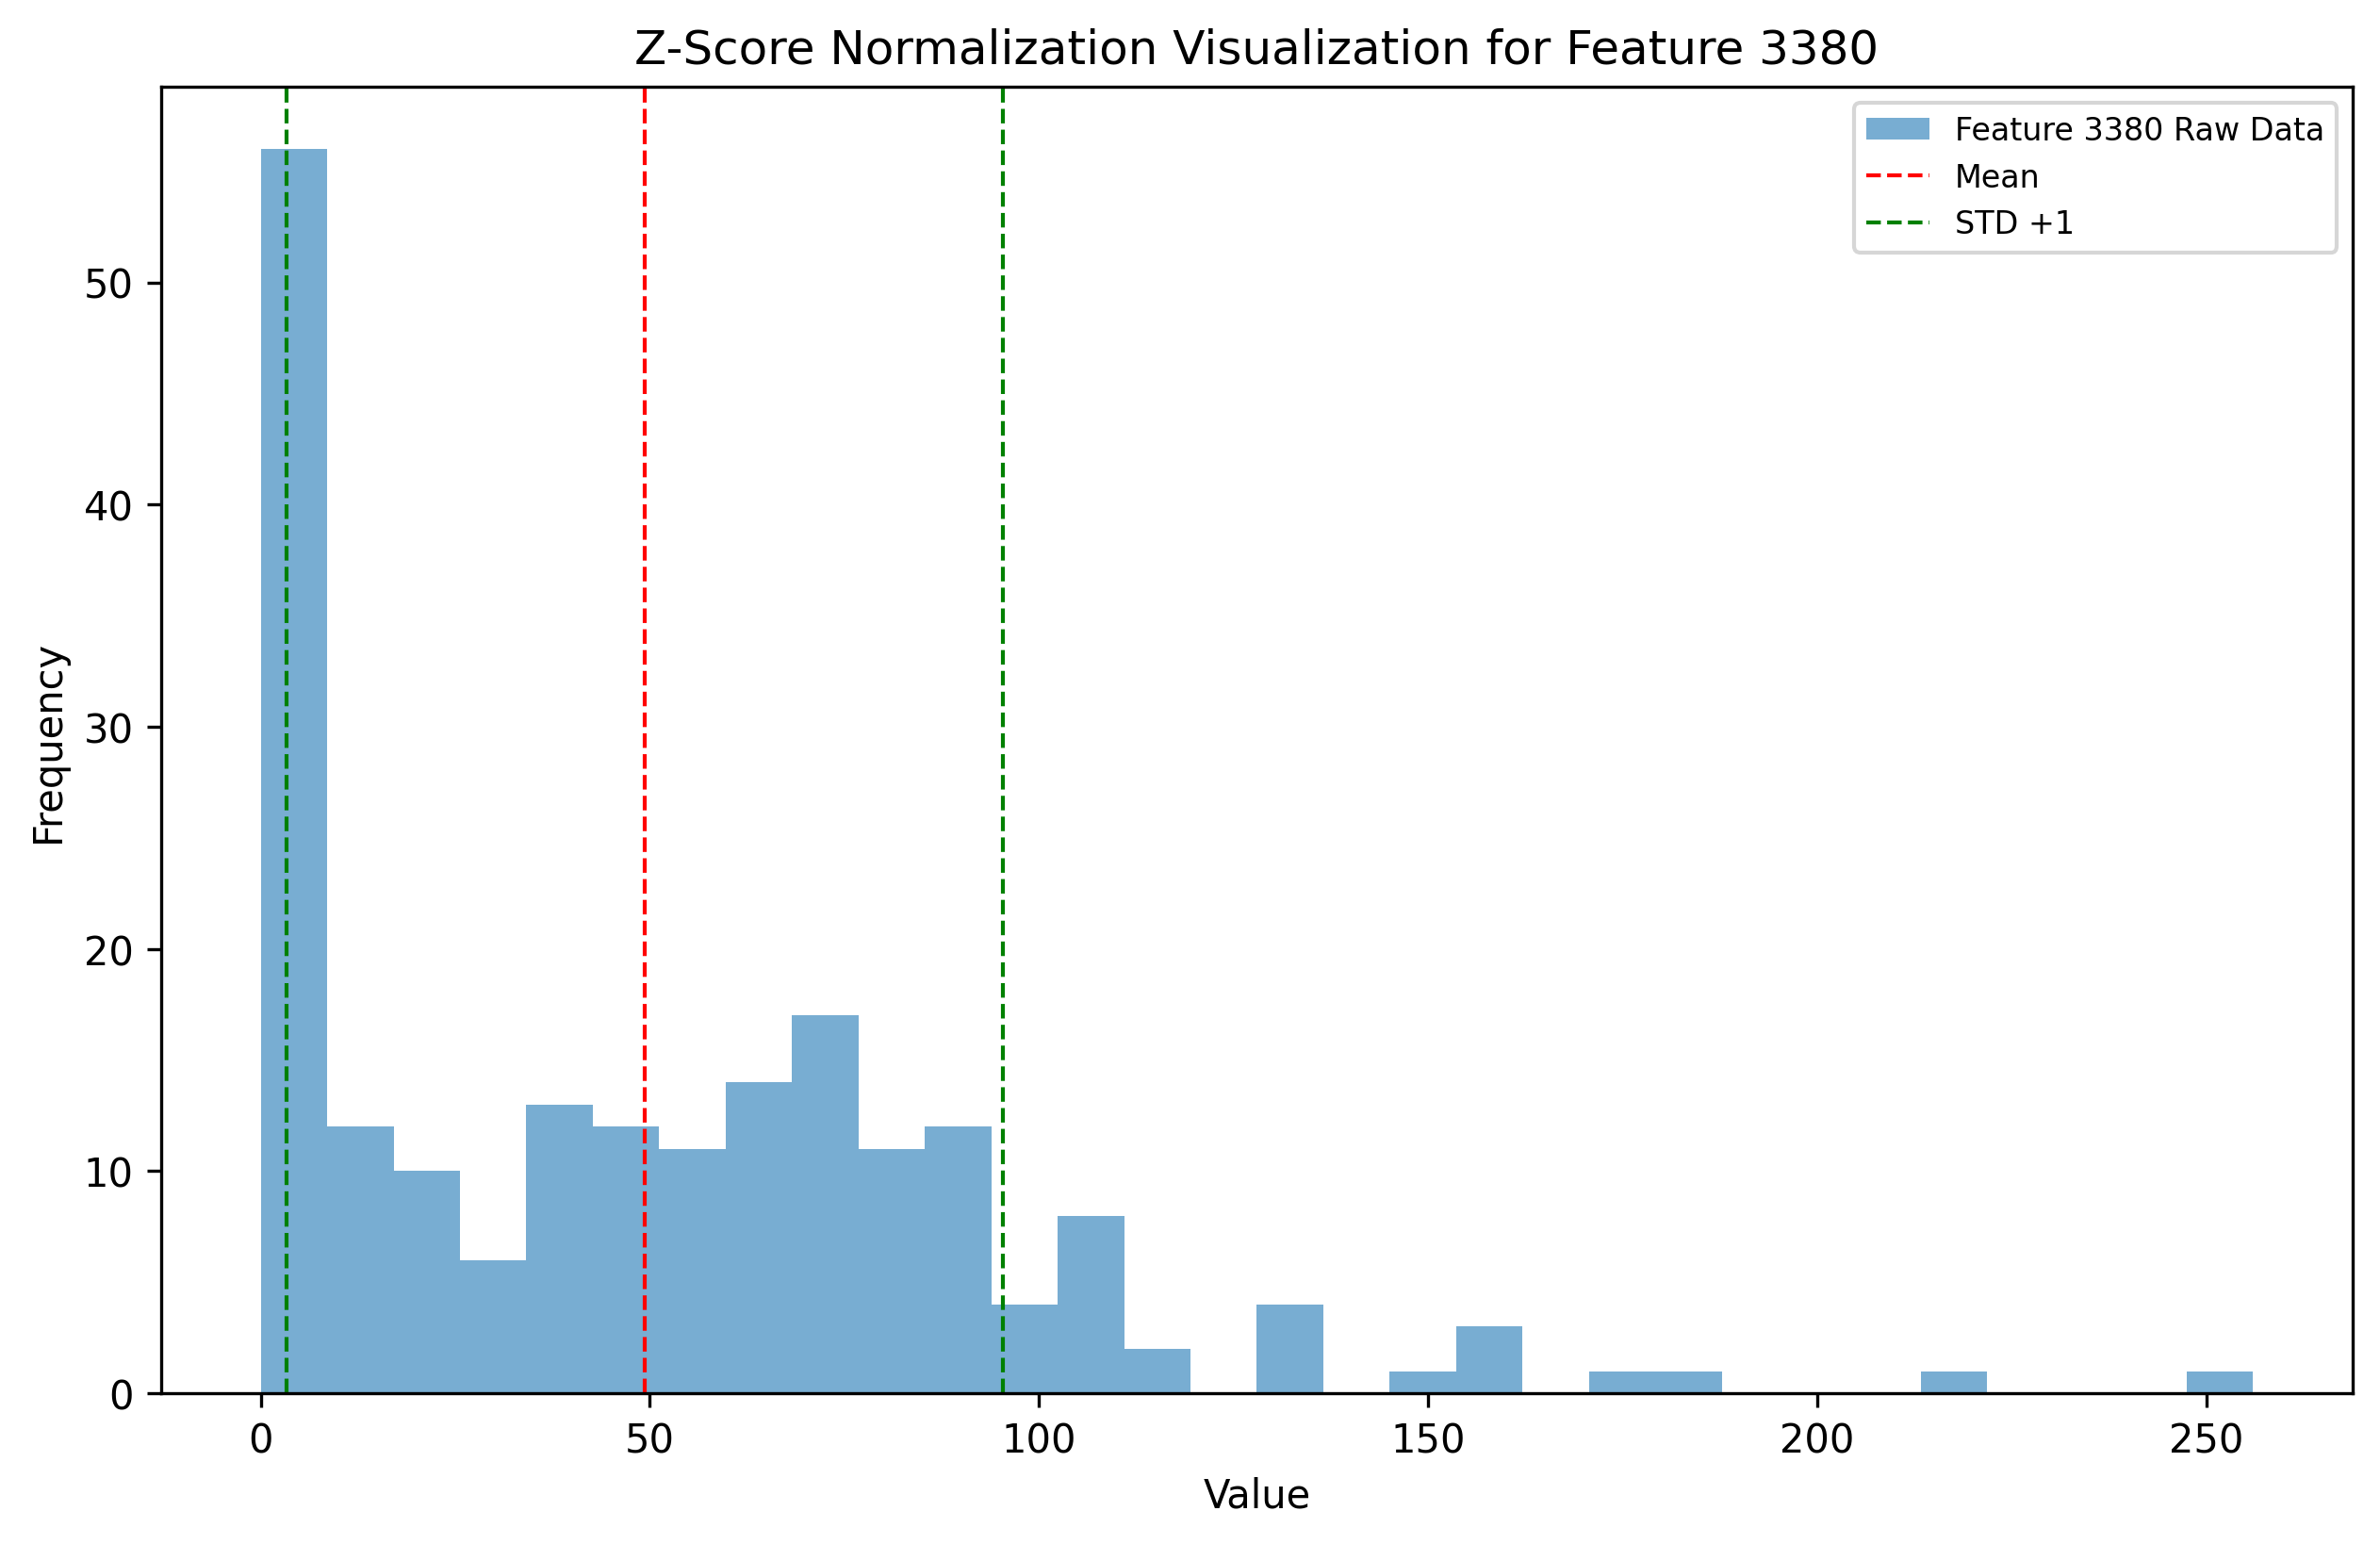 Z-Score Normalization Visualization for Feature 3380
Feature 3380 Raw Data
Mean
STD +1
Frequency
50
40
30
20
10
0
0 50 100 150 200 250
Value